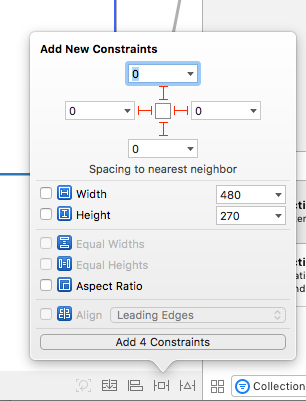 Add New Constraints
0
0 0
0
Spacing to nearest neighbor
Width 480
Height 270
Equal Widths
Equal Heights
Aspect Ratio
Align Leading Edges
Add 4 Constraints
Collection